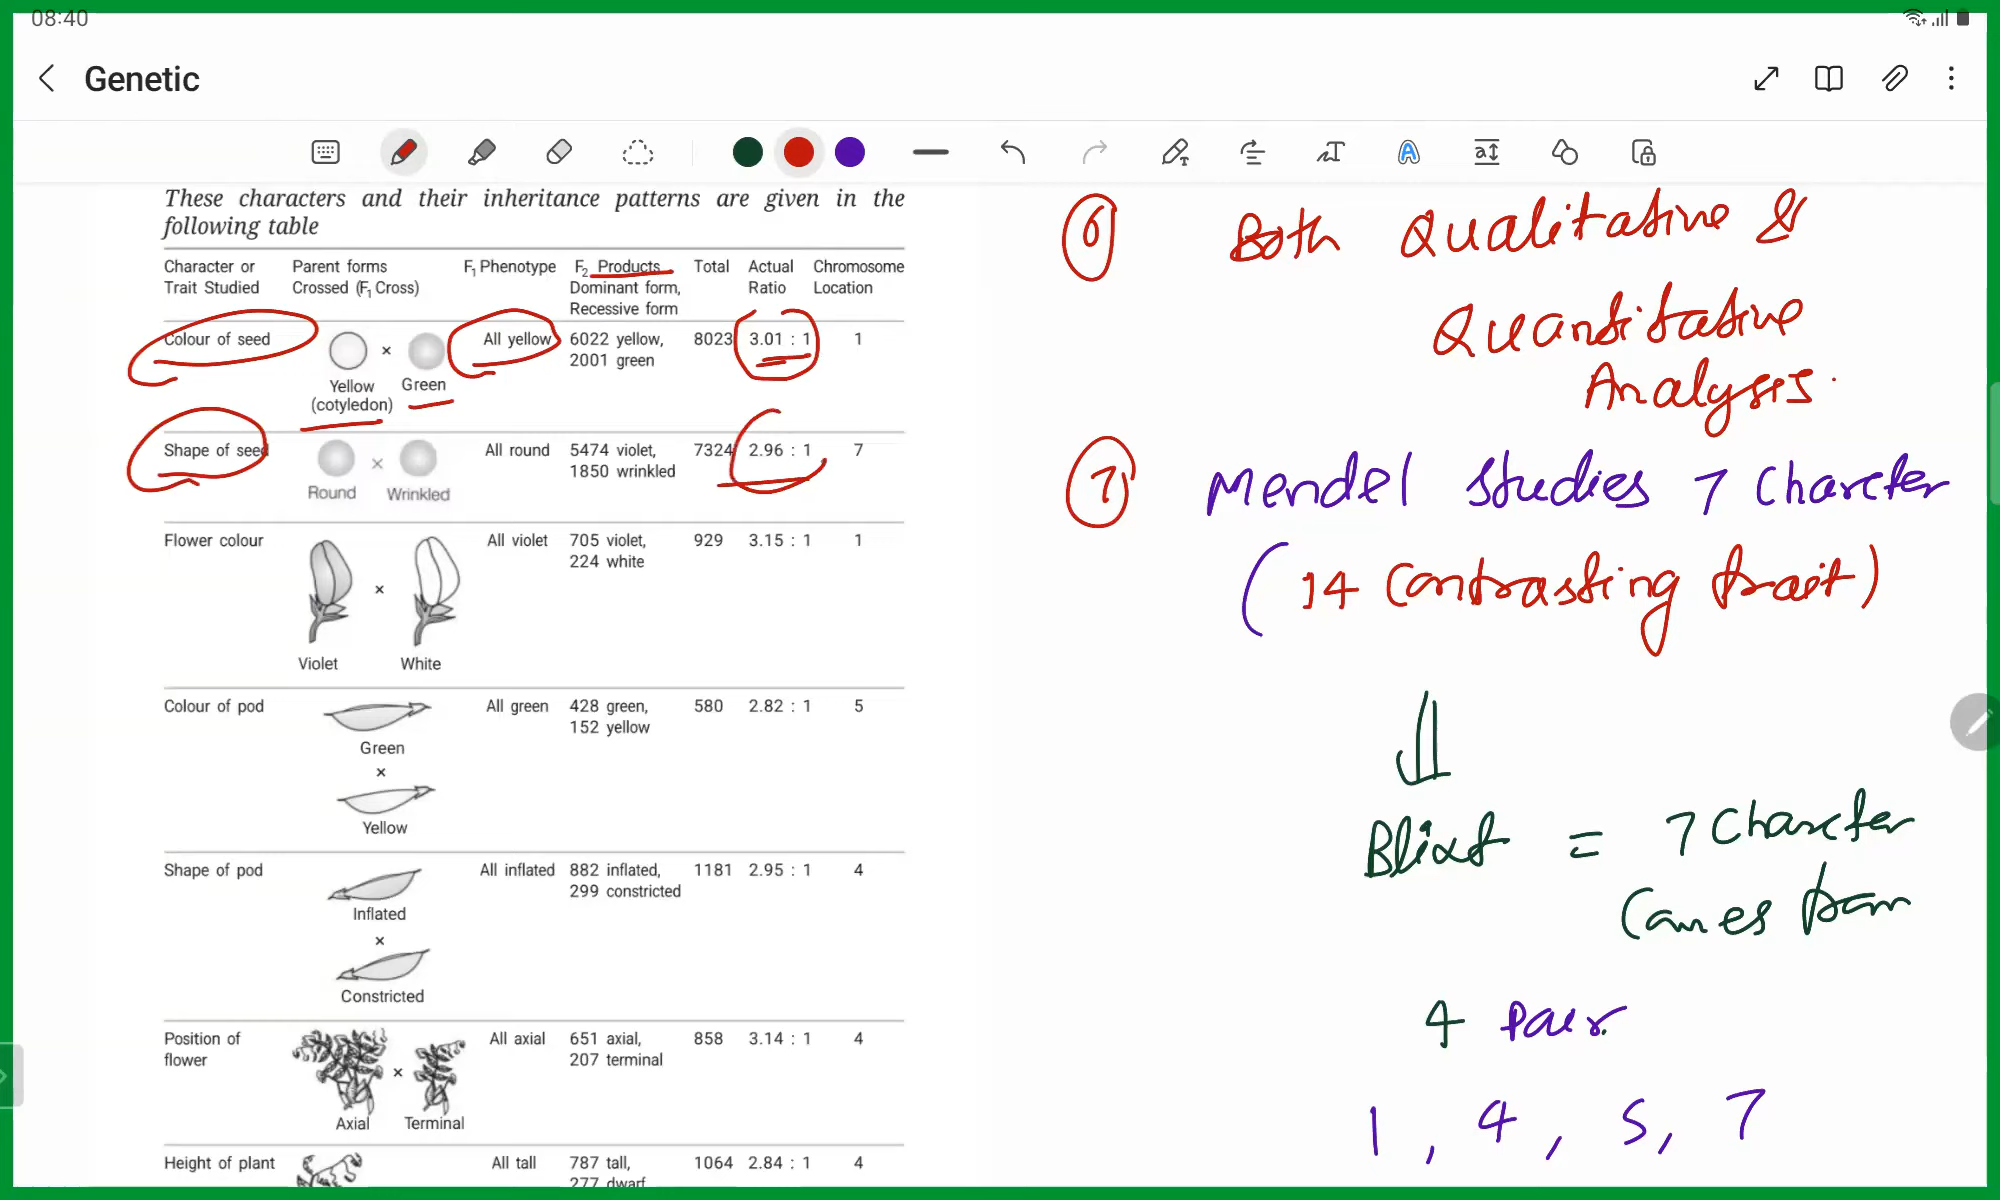 08:40
Genetic
These characters and their inheritance patterns are given in the
following table
Character or Trait Studied | Parent forms Crossed (F1 Cross) | F1 Phenotype | F2 Products Dominant form, Recessive form | Total | Actual Ratio | Chromosome Location
Colour of seed | Yellow (cotyledon) × Green | All yellow | 6022 yellow, 2001 green | 8023 | 3.01 : 1 | 1
Shape of seed | Round × Wrinkled | All round | 5474 violet, 1850 wrinkled | 7324 | 2.96 : 1 | 7
Flower colour | Violet × White | All violet | 705 violet, 224 white | 929 | 3.15 : 1 | 1
Colour of pod | Green × Yellow | All green | 428 green, 152 yellow | 580 | 2.82 : 1 | 5
Shape of pod | Inflated × Constricted | All inflated | 882 inflated, 299 constricted | 1181 | 2.95 : 1 | 4
Position of flower | Axial × Terminal | All axial | 651 axial, 207 terminal | 858 | 3.14 : 1 | 4
Height of plant | All tall | 787 tall, 277 dwarf | 1064 | 2.84 : 1 | 4
6 Both Qualitative &
Quantitative
Analysis.
7 Mendel Studies 7 Charcter
(14 Contrasting trait)
Blixt = 7 Charcter
Comes from
4 Pair.
1, 4, 5, 7